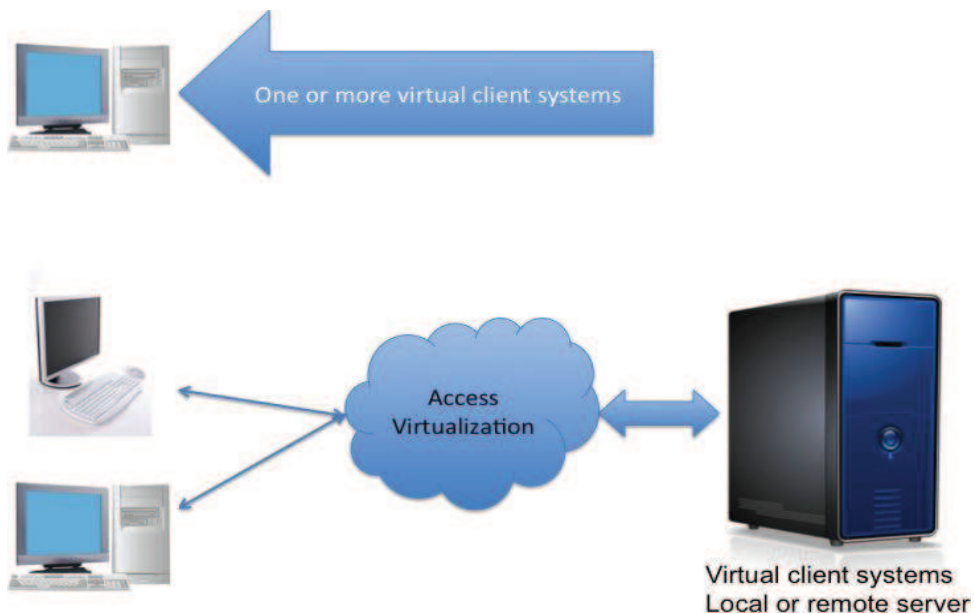 One or more virtual client systems
Access
Virtualization
Virtual client systems
Local or remote server